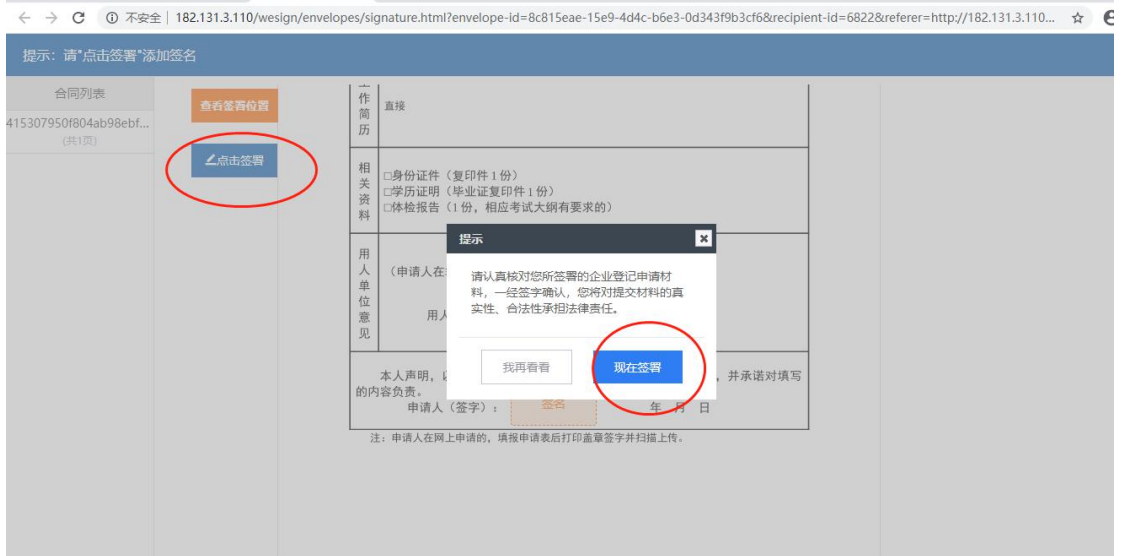 不安全 | 182.131.3.110/wesign/envelopes/signature.html?envelope-id=8c815eae-15e9-4d4c-b6e3-0d343f9b3cf6&recipient-id=6822&referer=http://182.131.3.110...
提示：请"点击签署"添加签名
合同列表
415307950f804ab98ebf...
(共1页)
查看签署位置
点击签署
作
简
历
直接
相
关
资
料
□身份证件（复印件1份）
□学历证明（毕业证复印件1份）
□体检报告（1份，相应考试大纲有要求的）
用
人
单
位
意
见
（申请人在
用人
提示
请认真核对您所签署的企业登记申请材
料，一经签字确认，您将对提交材料的真
实性、合法性承担法律责任。
我再看看
现在签署
本人声明，
，并承诺对填写
的内容负责。
申请人（签字）：
签名
年 月 日
注：申请人在网上申请的，填报申请表后打印盖章签字并扫描上传。